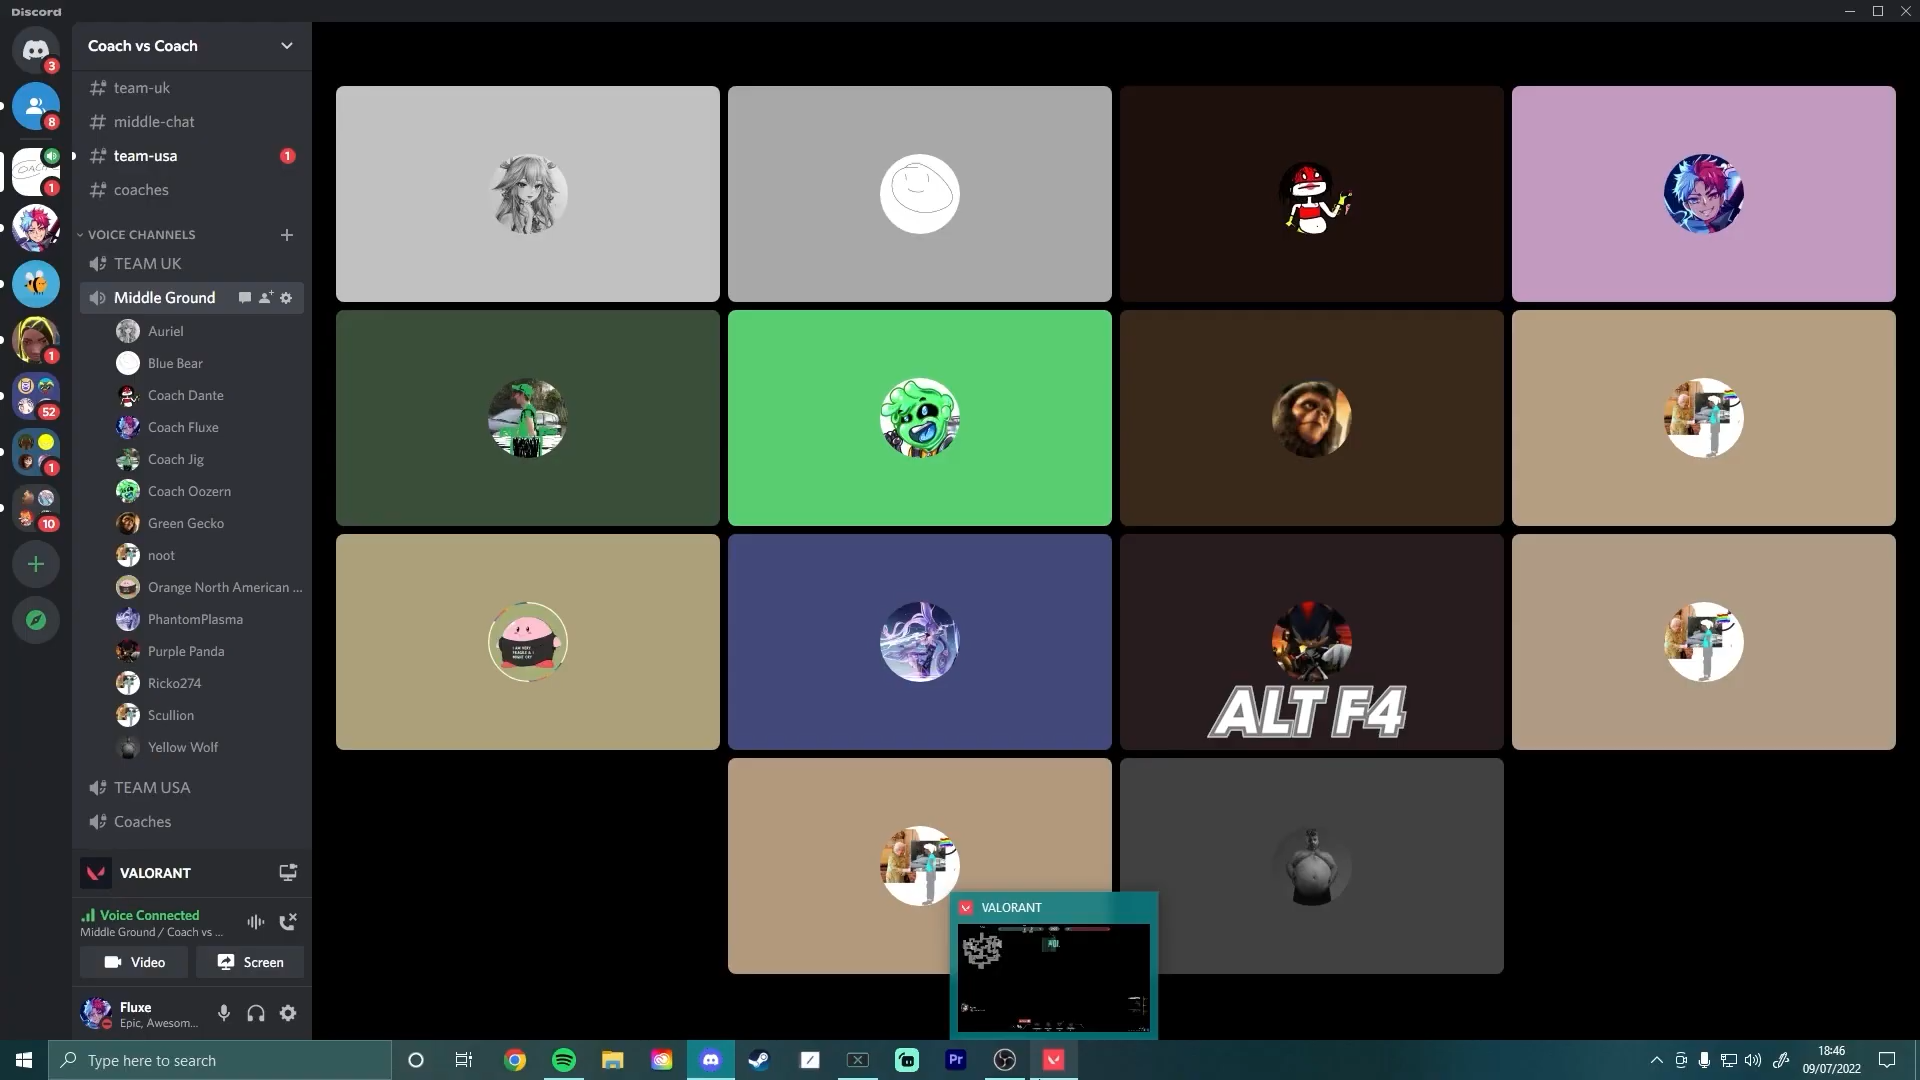 Discord
Coach vs Coach
3
team-uk
8
middle-chat
team-usa
1
1
coaches
VOICE CHANNELS
TEAM UK
Middle Ground
Auriel
1
Blue Bear
Coach Dante
52
Coach Fluxe
Coach Jig
1
Coach Oozern
Green Gecko
10
noot
Orange North American ...
PhantomPlasma
Purple Panda
Ricko274
Scullion
Yellow Wolf
TEAM USA
Coaches
VALORANT
Voice Connected
Middle Ground / Coach vs ...
Video
Screen
Fluxe
Epic, Awesom...
ALT F4
VALORANT
Type here to search
Pr
18:46
09/07/2022